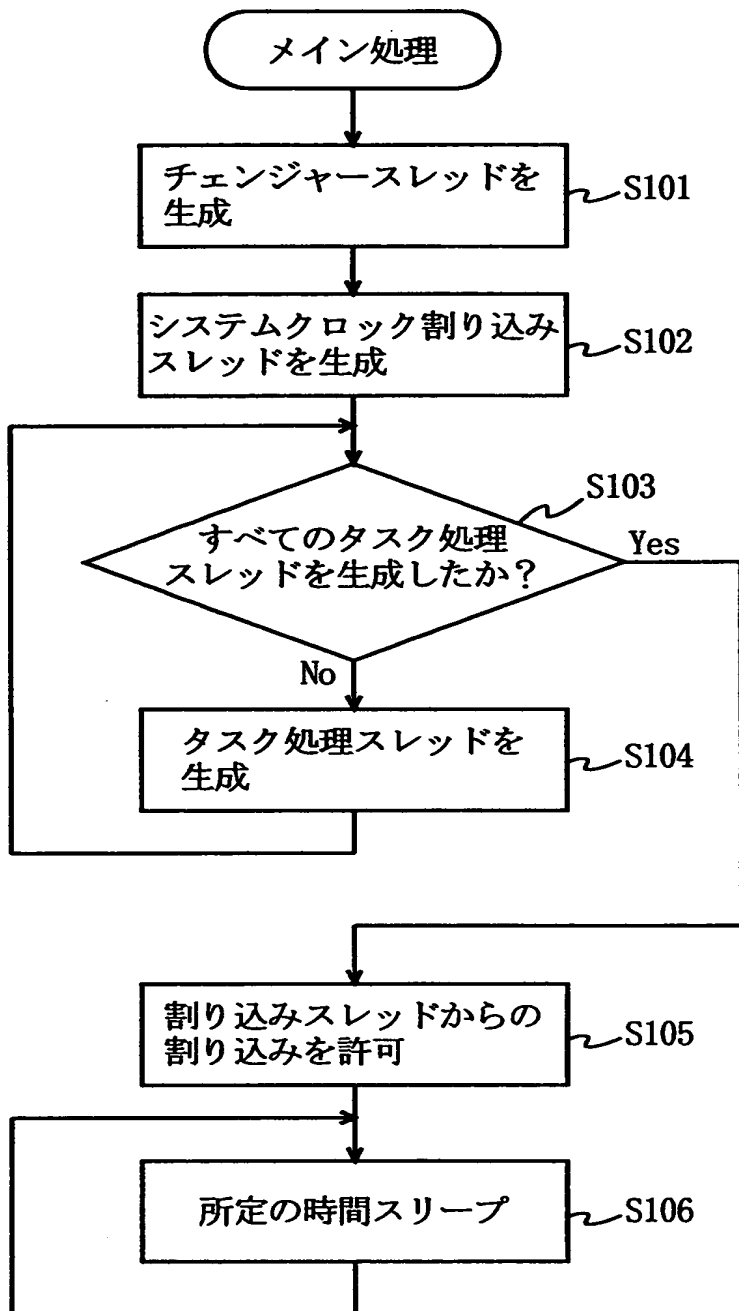 メイン処理
チェンジャースレッドを
生成
S101
システムクロック割り込み
スレッドを生成
S102
S103
すべてのタスク処理
スレッドを生成したか？
Yes
No
タスク処理スレッドを
生成
S104
割り込みスレッドからの
割り込みを許可
S105
所定の時間スリープ
S106